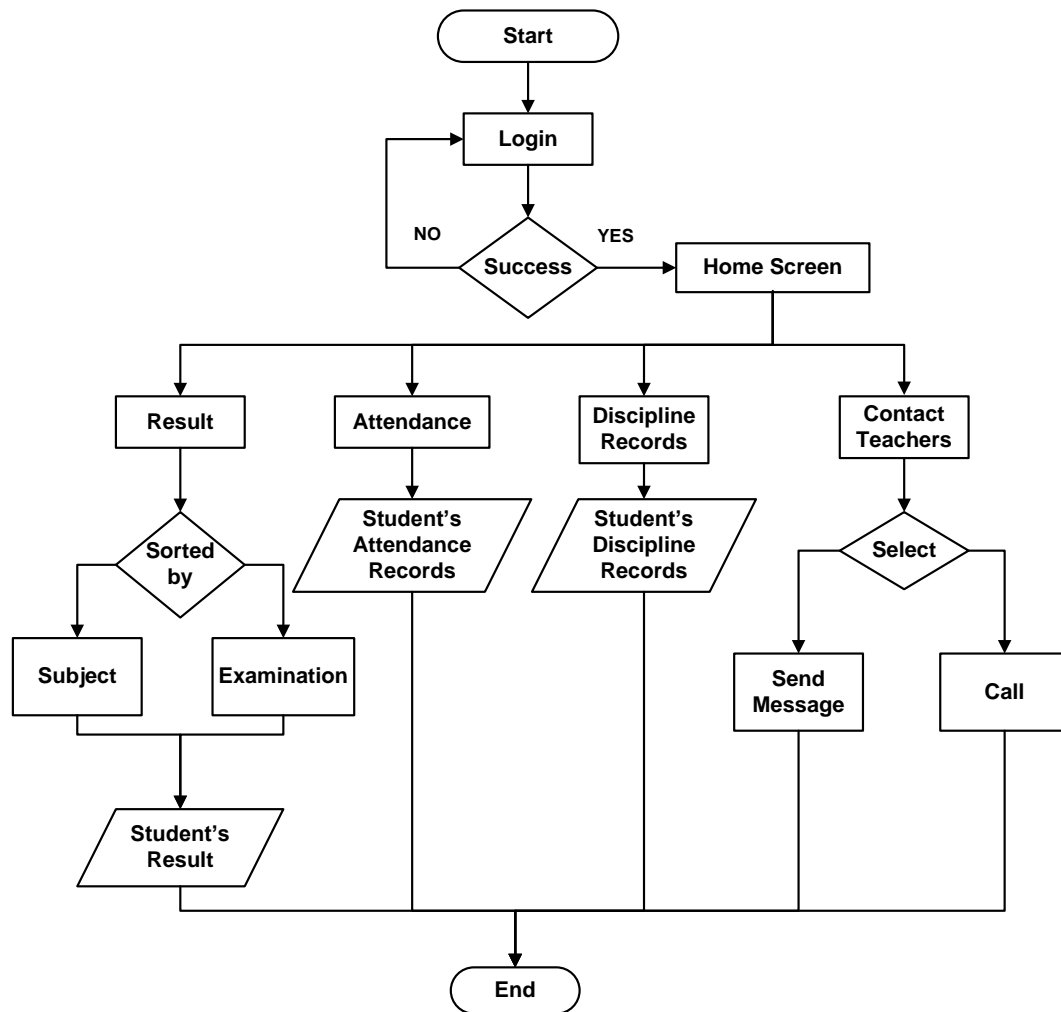 Start
Login
NO
YES
Success
Home Screen
Result
Attendance
Discipline
Records
Contact
Teachers
Sorted
by
Student's
Attendance
Records
Student's
Discipline
Records
Select
Subject
Examination
Send
Message
Call
Student's
Result
End